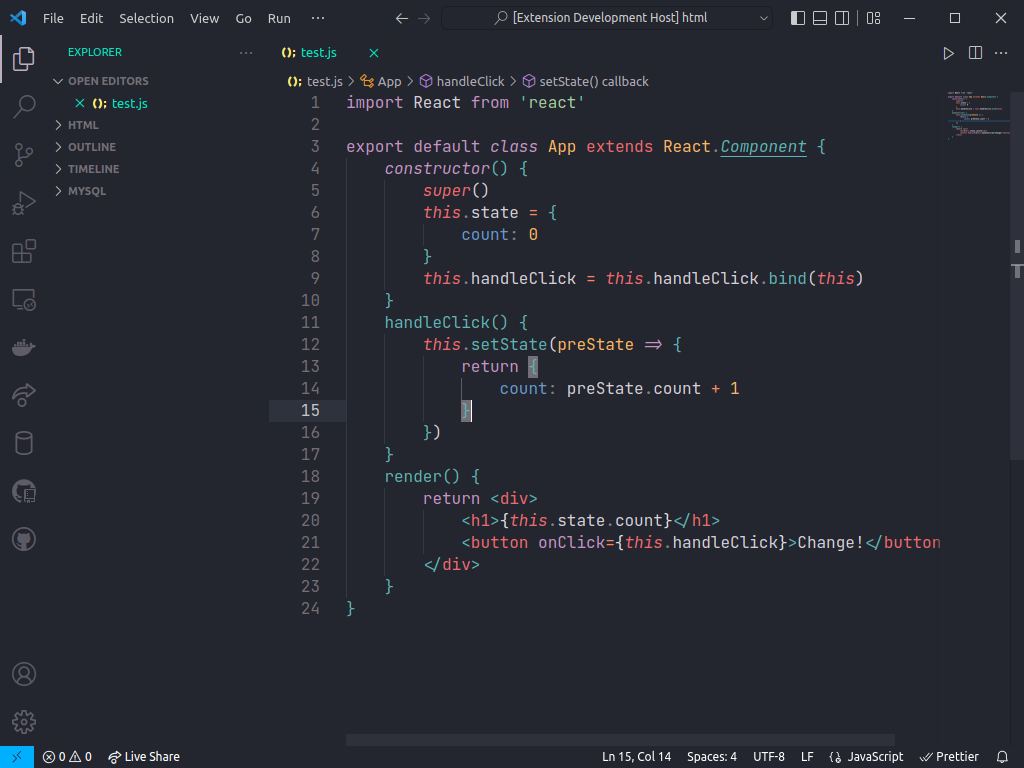 File Edit Selection View Go Run ··· [Extension Development Host] html
EXPLORER ···
OPEN EDITORS
(); test.js
HTML
OUTLINE
TIMELINE
MYSQL
(); test.js
(); test.js > App > handleClick > setState() callback
1 import React from 'react'
2
3 export default class App extends React.Component {
4 constructor() {
5 super()
6 this.state = {
7 count: 0
8 }
9 this.handleClick = this.handleClick.bind(this)
10 }
11 handleClick() {
12 this.setState(preState => {
13 return {
14 count: preState.count + 1
15 }
16 })
17 }
18 render() {
19 return <div>
20 <h1>{this.state.count}</h1>
21 <button onClick={this.handleClick}>Change!</button
22 </div>
23 }
24 }
0 0 Live Share Ln 15, Col 14 Spaces: 4 UTF-8 LF {} JavaScript Prettier